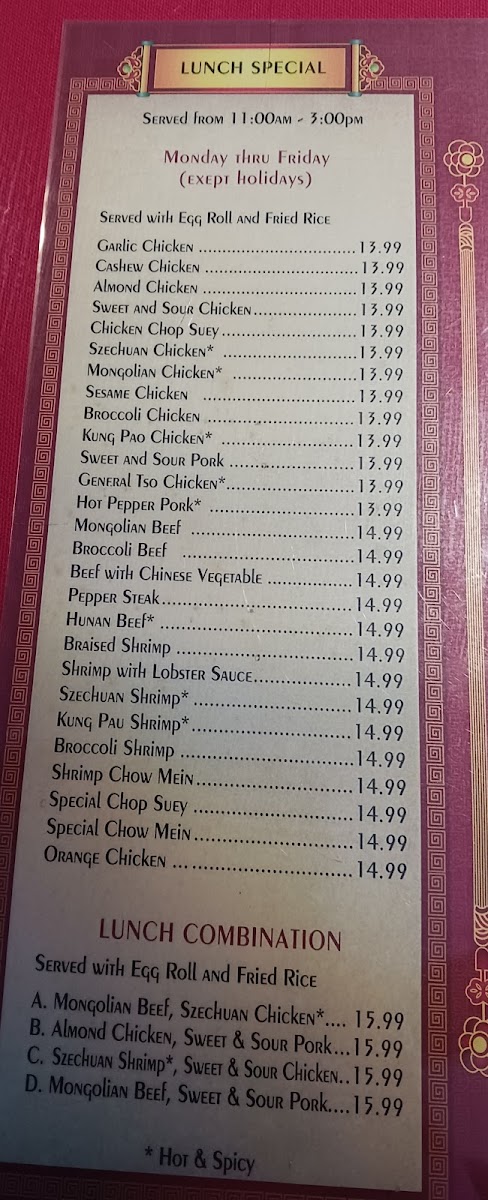 LUNCH SPECIAL
Served from 11:00am - 3:00pm
Monday thru Friday
(exept holidays)
Served with Egg Roll and Fried Rice
Garlic Chicken ................................ 13.99
Cashew Chicken .............................. 13.99
Almond Chicken .............................. 13.99
Sweet and Sour Chicken .................... 13.99
Chicken Chop Suey .......................... 13.99
Szechuan Chicken* .......................... 13.99
Mongolian Chicken* ........................ 13.99
Sesame Chicken .............................. 13.99
Broccoli Chicken ............................ 13.99
Kung Pao Chicken* .......................... 13.99
Sweet and Sour Pork ........................ 13.99
General Tso Chicken* ........................ 13.99
Hot Pepper Pork* ............................ 13.99
Mongolian Beef .............................. 14.99
Broccoli Beef ................................ 14.99
Beef with Chinese Vegetable ................ 14.99
Pepper Steak .................................. 14.99
Hunan Beef* .................................. 14.99
Braised Shrimp .............................. 14.99
Shrimp with Lobster Sauce .................. 14.99
Szechuan Shrimp* ............................ 14.99
Kung Pau Shrimp* ............................ 14.99
Broccoli Shrimp .............................. 14.99
Shrimp Chow Mein ............................ 14.99
Special Chop Suey ............................ 14.99
Special Chow Mein ............................ 14.99
Orange Chicken ... ............................ 14.99
LUNCH COMBINATION
Served with Egg Roll and Fried Rice
A. Mongolian Beef, Szechuan Chicken*.... 15.99
B. Almond Chicken, Sweet & Sour Pork... 15.99
C. Szechuan Shrimp*, Sweet & Sour Chicken.. 15.99
D. Mongolian Beef, Sweet & Sour Pork.... 15.99
* Hot & Spicy